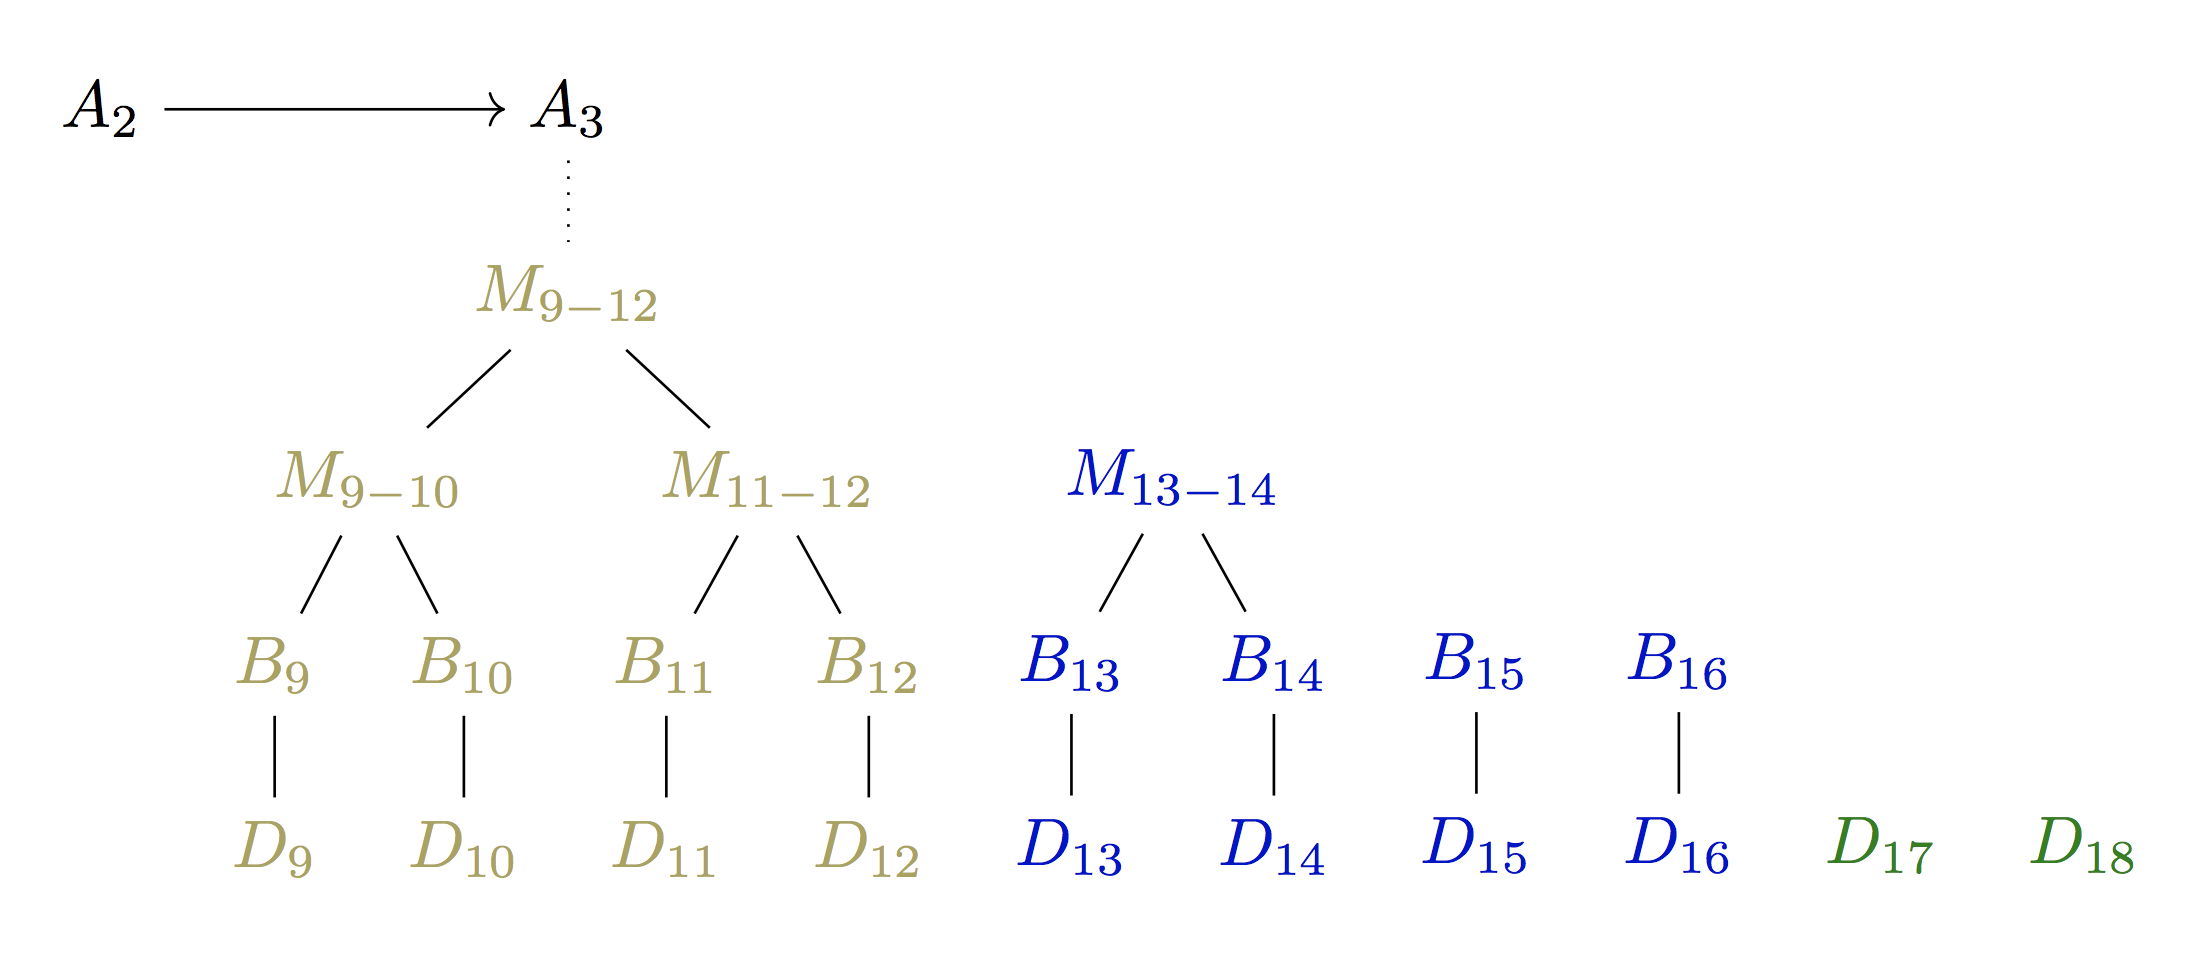 A₂ A₃
M₉₋₁₂
M₉₋₁₀ M₁₁₋₁₂ M₁₃₋₁₄
B₉ B₁₀ B₁₁ B₁₂ B₁₃ B₁₄ B₁₅ B₁₆
D₉ D₁₀ D₁₁ D₁₂ D₁₃ D₁₄ D₁₅ D₁₆ D₁₇ D₁₈